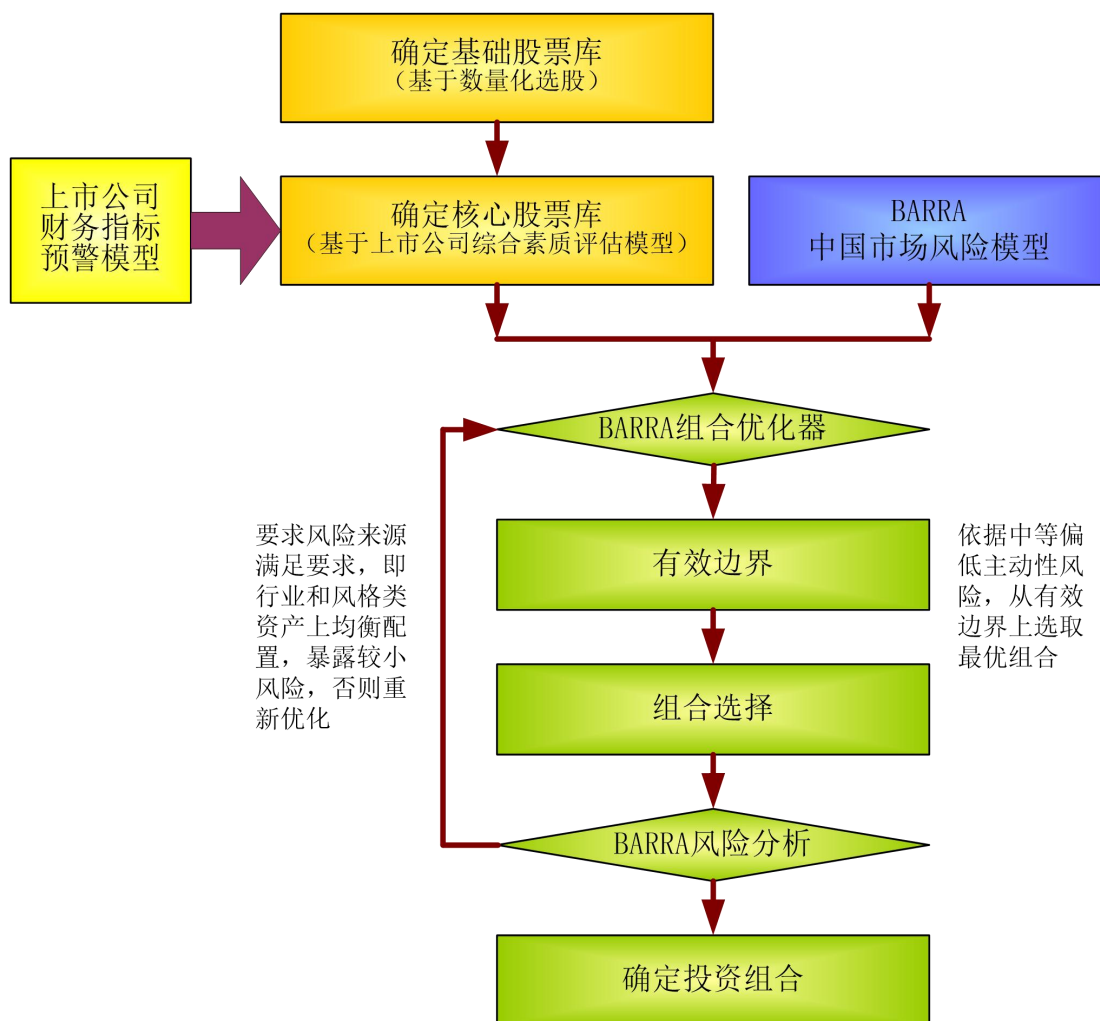 确定基础股票库
（基于数量化选股）
上市公司
财务指标
预警模型
确定核心股票库
（基于上市公司综合素质评估模型）
BARRA
中国市场风险模型
BARRA组合优化器
要求风险来源
满足要求，即
行业和风格类
资产上均衡配
置，暴露较小
风险，否则重
新优化
有效边界
依据中等偏
低主动性风
险，从有效
边界上选取
最优组合
组合选择
BARRA风险分析
确定投资组合